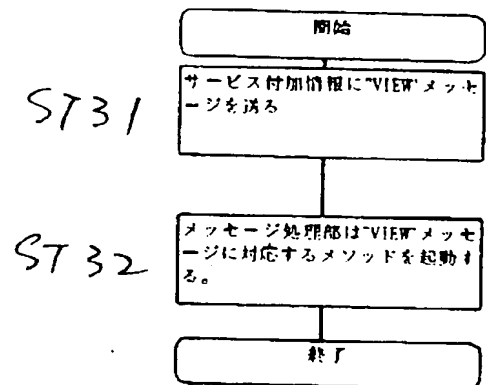 開始
ST31
サービス付加情報に"VIEW"メッセ
ージを送る
ST32
メッセージ処理部は"VIEW"メッセ
ージに対応するメソッドを起動す
る。
終了